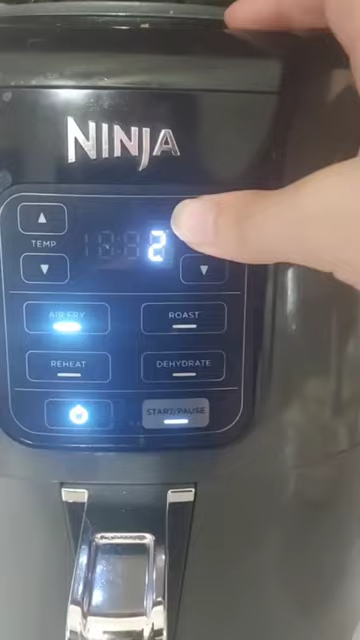 NINJA
TEMP
2
AIR FRY
ROAST
REHEAT
DEHYDRATE
START/PAUSE